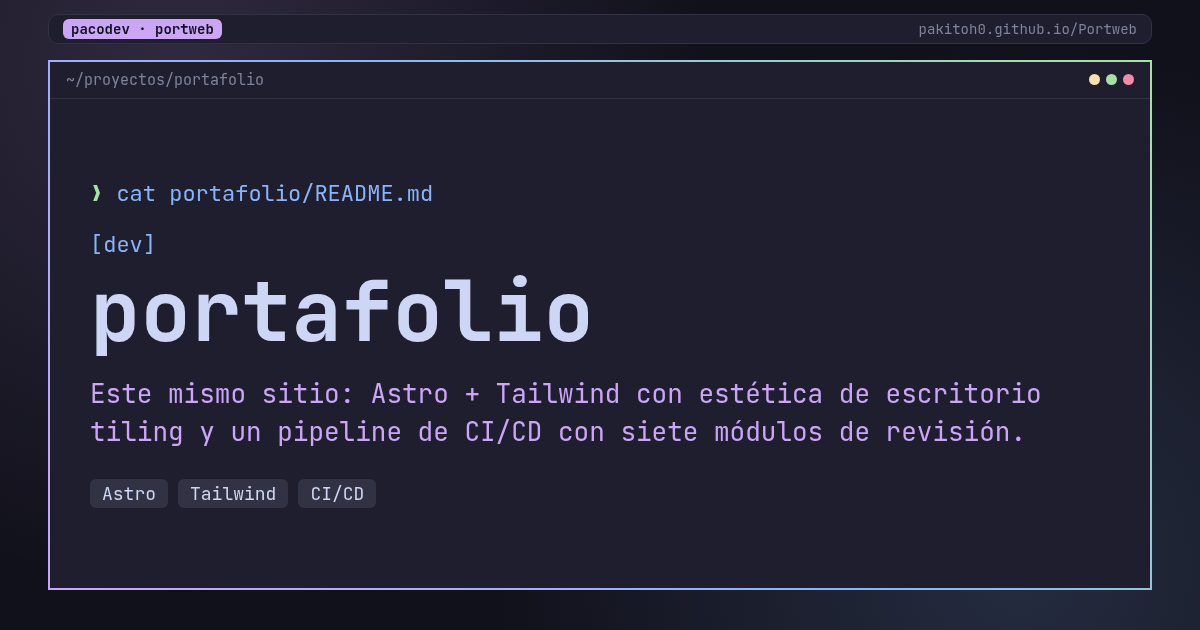 pacodev · portweb
pakitoh0.github.io/Portweb
~/proyectos/portafolio
❱ cat portafolio/README.md
[dev]
portafolio
Este mismo sitio: Astro + Tailwind con estética de escritorio
tiling y un pipeline de CI/CD con siete módulos de revisión.
Astro
Tailwind
CI/CD